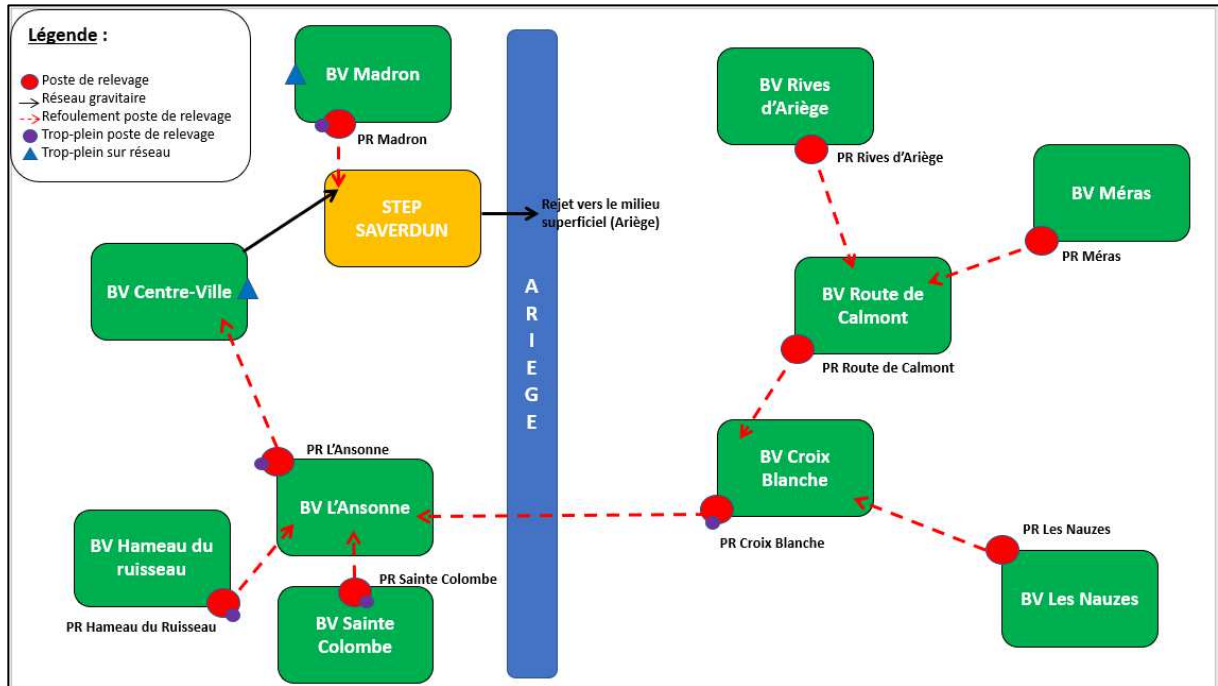 Légende :
Poste de relevage
Réseau gravitaire
Refoulement poste de relevage
Trop-plein poste de relevage
Trop-plein sur réseau
BV Madron
PR Madron
STEP
SAVERDUN
Rejet vers le milieu
superficiel (Ariège)
BV Centre-Ville
ARIEGE
BV Rives
d’Ariège
PR Rives d’Ariège
BV Méras
PR Méras
BV Route de
Calmont
PR Route de Calmont
BV Croix
Blanche
PR Croix Blanche
PR Les Nauzes
BV Les Nauzes
PR L’Ansonne
BV L’Ansonne
BV Hameau du
ruisseau
PR Hameau du Ruisseau
PR Sainte Colombe
BV Sainte
Colombe